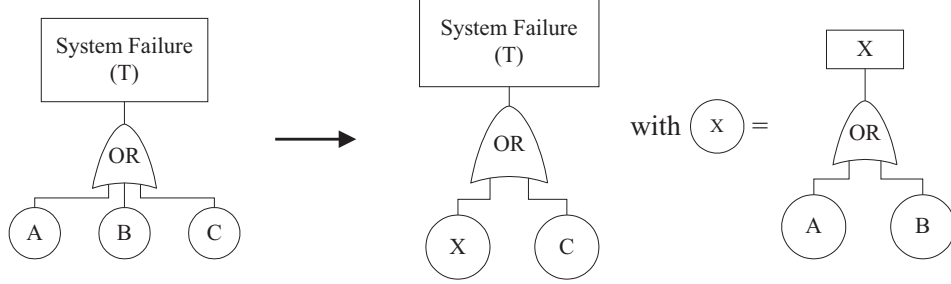 System Failure
(T)
OR
A
B
C
System Failure
(T)
OR
X
C
with X =
X
OR
A
B